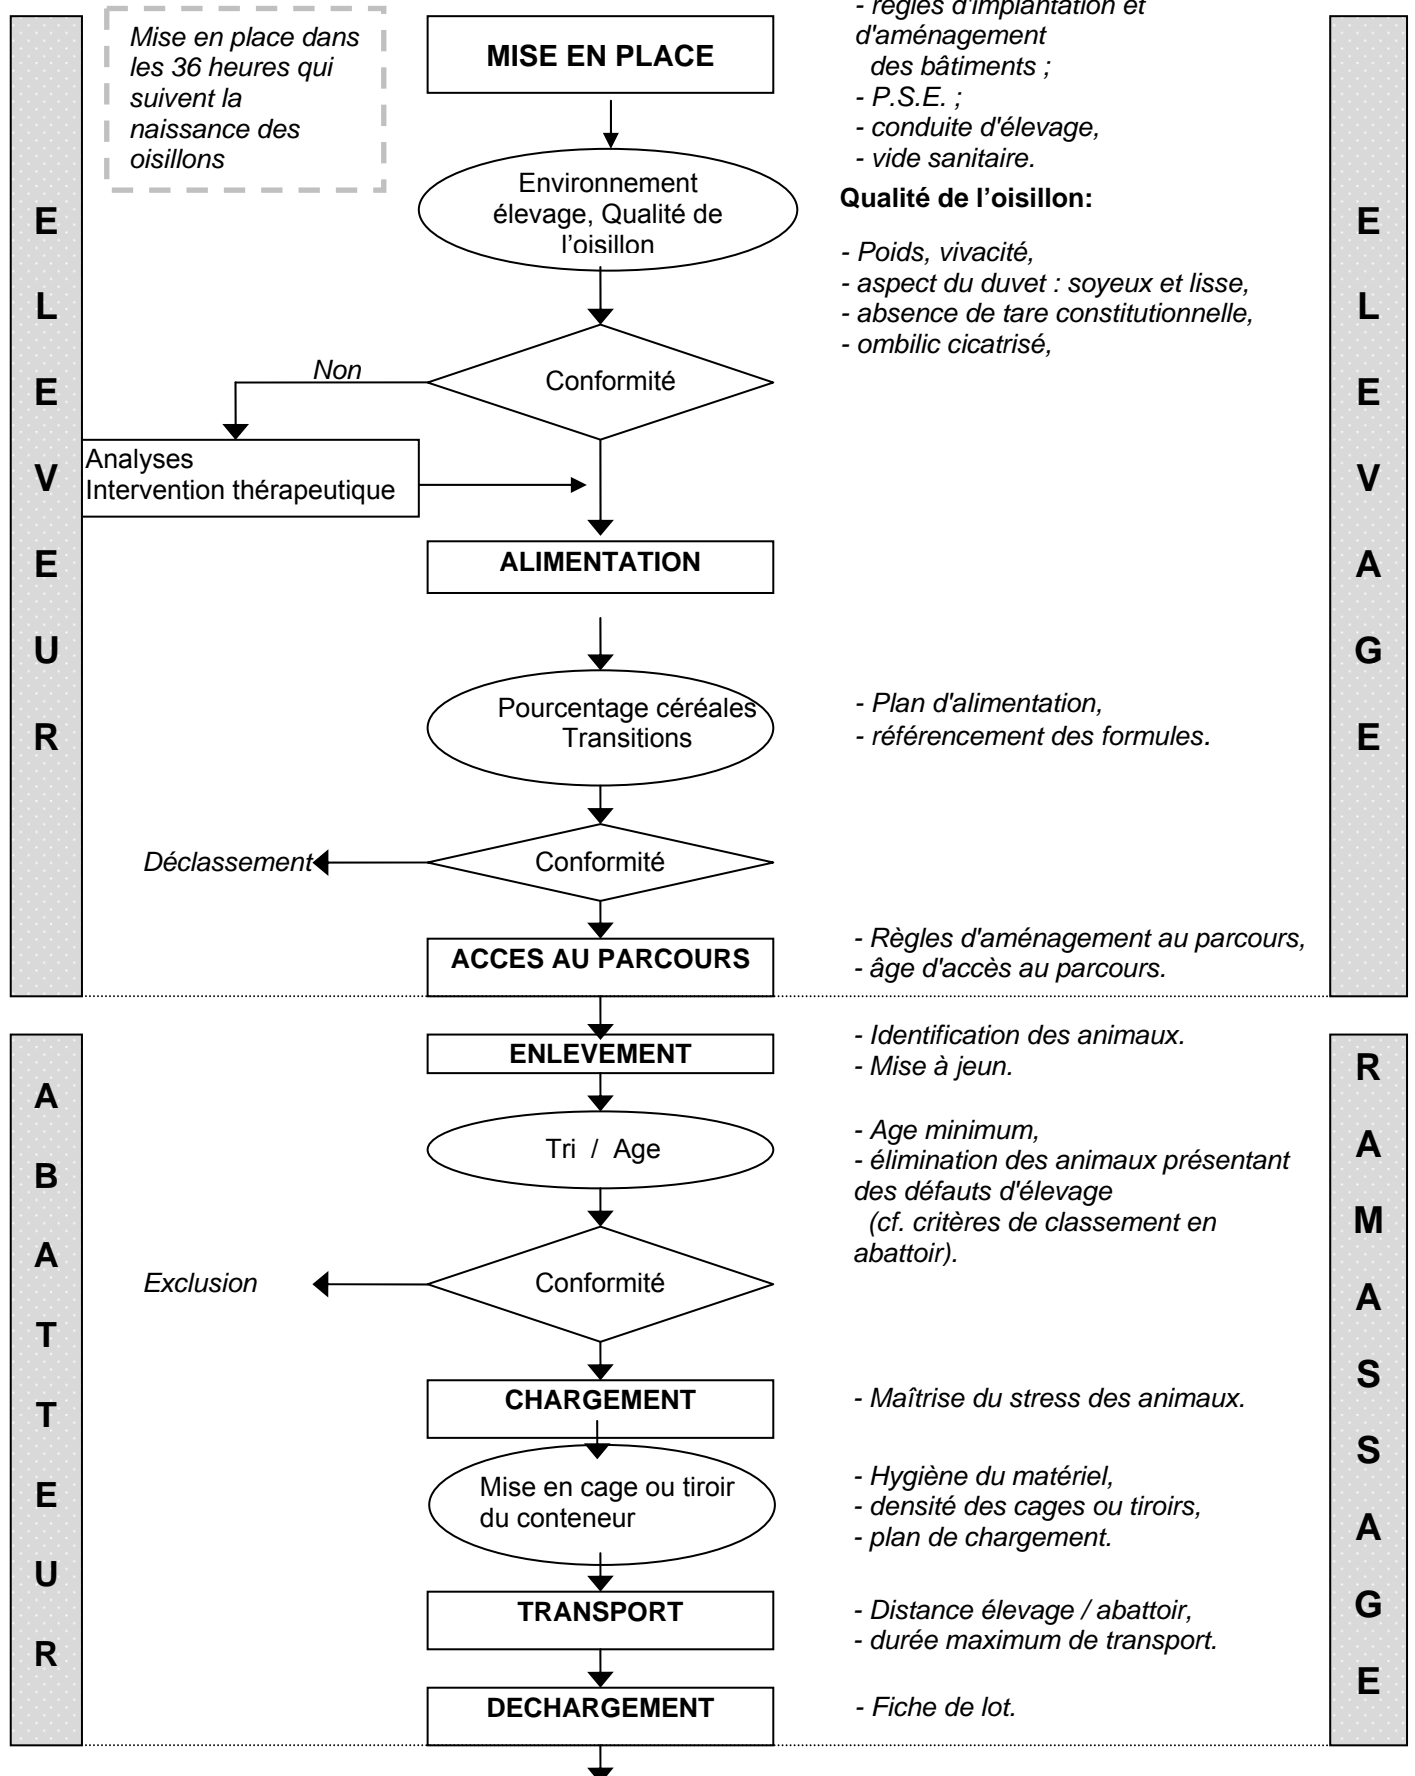 - règles d'implantation et
d'aménagement
des bâtiments ;
- P.S.E. ;
- conduite d'élevage,
- vide sanitaire.
Mise en place dans
les 36 heures qui
suivent la
naissance des
oisillons
MISE EN PLACE
Environnement
élevage, Qualité de
l'oisillon
Qualité de l'oisillon:
- Poids, vivacité,
- aspect du duvet : soyeux et lisse,
- absence de tare constitutionnelle,
- ombilic cicatrisé,
Non
Conformité
Analyses
Intervention thérapeutique
ALIMENTATION
Pourcentage céréales
Transitions
- Plan d'alimentation,
- référencement des formules.
Déclassement
Conformité
ACCES AU PARCOURS
- Règles d'aménagement au parcours,
- âge d'accès au parcours.
E
L
E
V
E
U
R
E
L
E
V
A
G
E
ENLEVEMENT
- Identification des animaux.
- Mise à jeun.
Tri / Age
- Age minimum,
- élimination des animaux présentant
des défauts d'élevage
(cf. critères de classement en
abattoir).
Exclusion
Conformité
CHARGEMENT
- Maîtrise du stress des animaux.
Mise en cage ou tiroir
du conteneur
- Hygiène du matériel,
- densité des cages ou tiroirs,
- plan de chargement.
TRANSPORT
- Distance élevage / abattoir,
- durée maximum de transport.
DECHARGEMENT
- Fiche de lot.
A
B
A
T
T
E
U
R
R
A
M
A
S
S
A
G
E